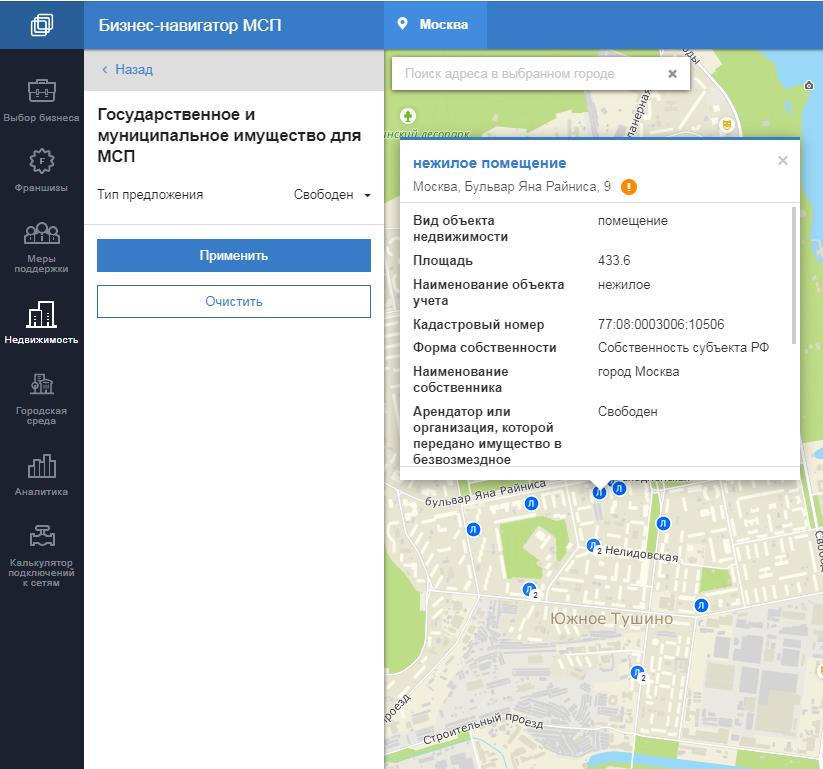 Бизнес-навигатор МСП
Москва
Назад
Поиск адреса в выбранном городе
Выбор бизнеса
Франшизы
Меры
поддержки
Недвижимость
Городская
среда
Аналитика
Калькулятор
подключений
к сетям
Государственное и
муниципальное имущество для
МСП
Тип предложения
Свободен
Применить
Очистить
нежилое помещение
Москва, Бульвар Яна Райниса, 9
Вид объекта
недвижимости
помещение
Площадь
433.6
Наименование объекта
учета
нежилое
Кадастровый номер
77:08:0003006:10506
Форма собственности
Собственность субъекта РФ
Наименование
собственника
город Москва
Арендатор или
организация, которой
передано имущество в
безвозмездное
Свободен
бульвар Яна Райниса
Л
Л
Л
Л
Л
Л 2
Нелидовская
Л 2
Л
Южное Тушино
Л 2
Строительный проезд